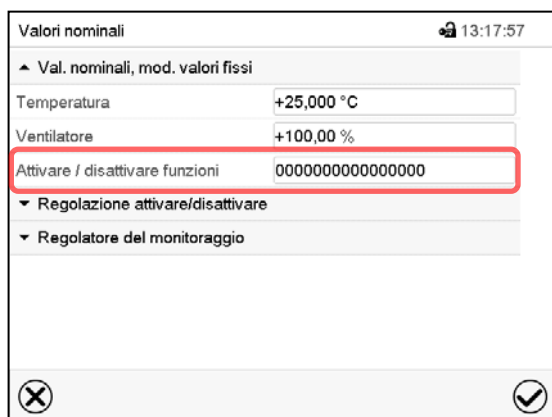 Valori nominali 13:17:57
Val. nominali, mod. valori fissi
Temperatura +25,000 °C
Ventilatore +100,00 %
Attivare / disattivare funzioni 0000000000000000
Regolazione attivare/disattivare
Regolatore del monitoraggio